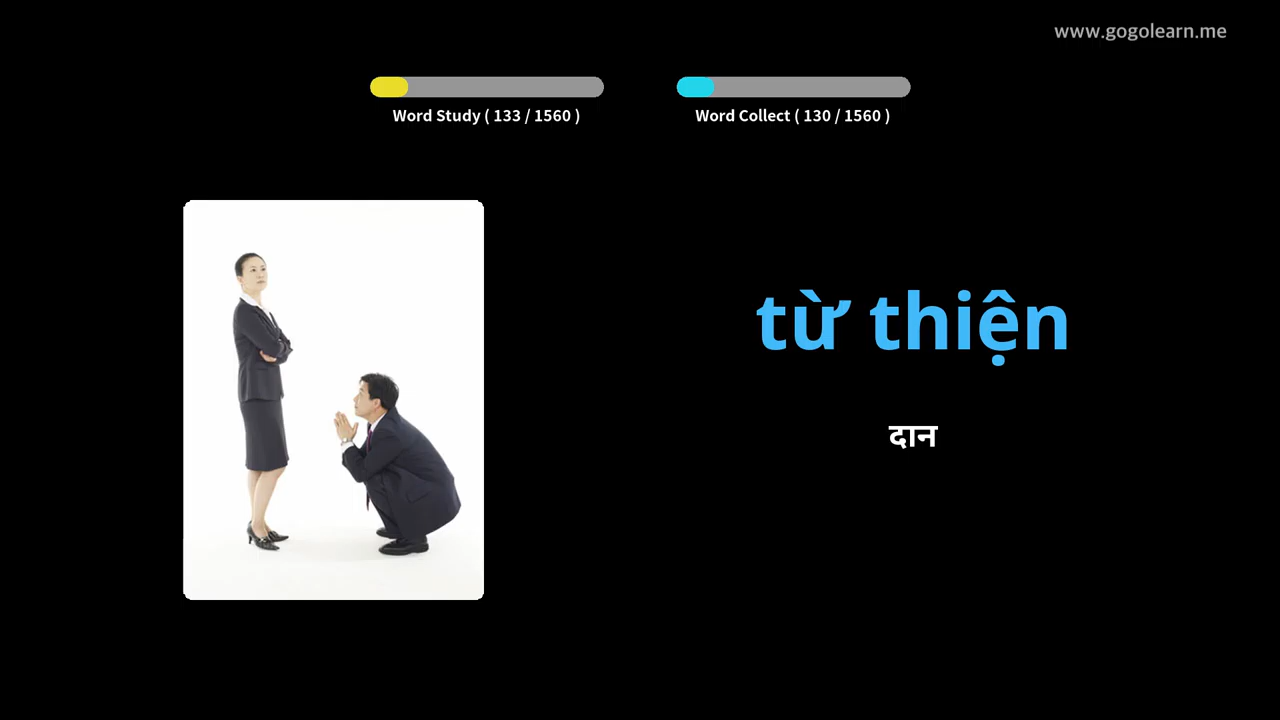 www.gogolearn.me
Word Study ( 133 / 1560 )
Word Collect ( 130 / 1560 )
từ thiện
दान